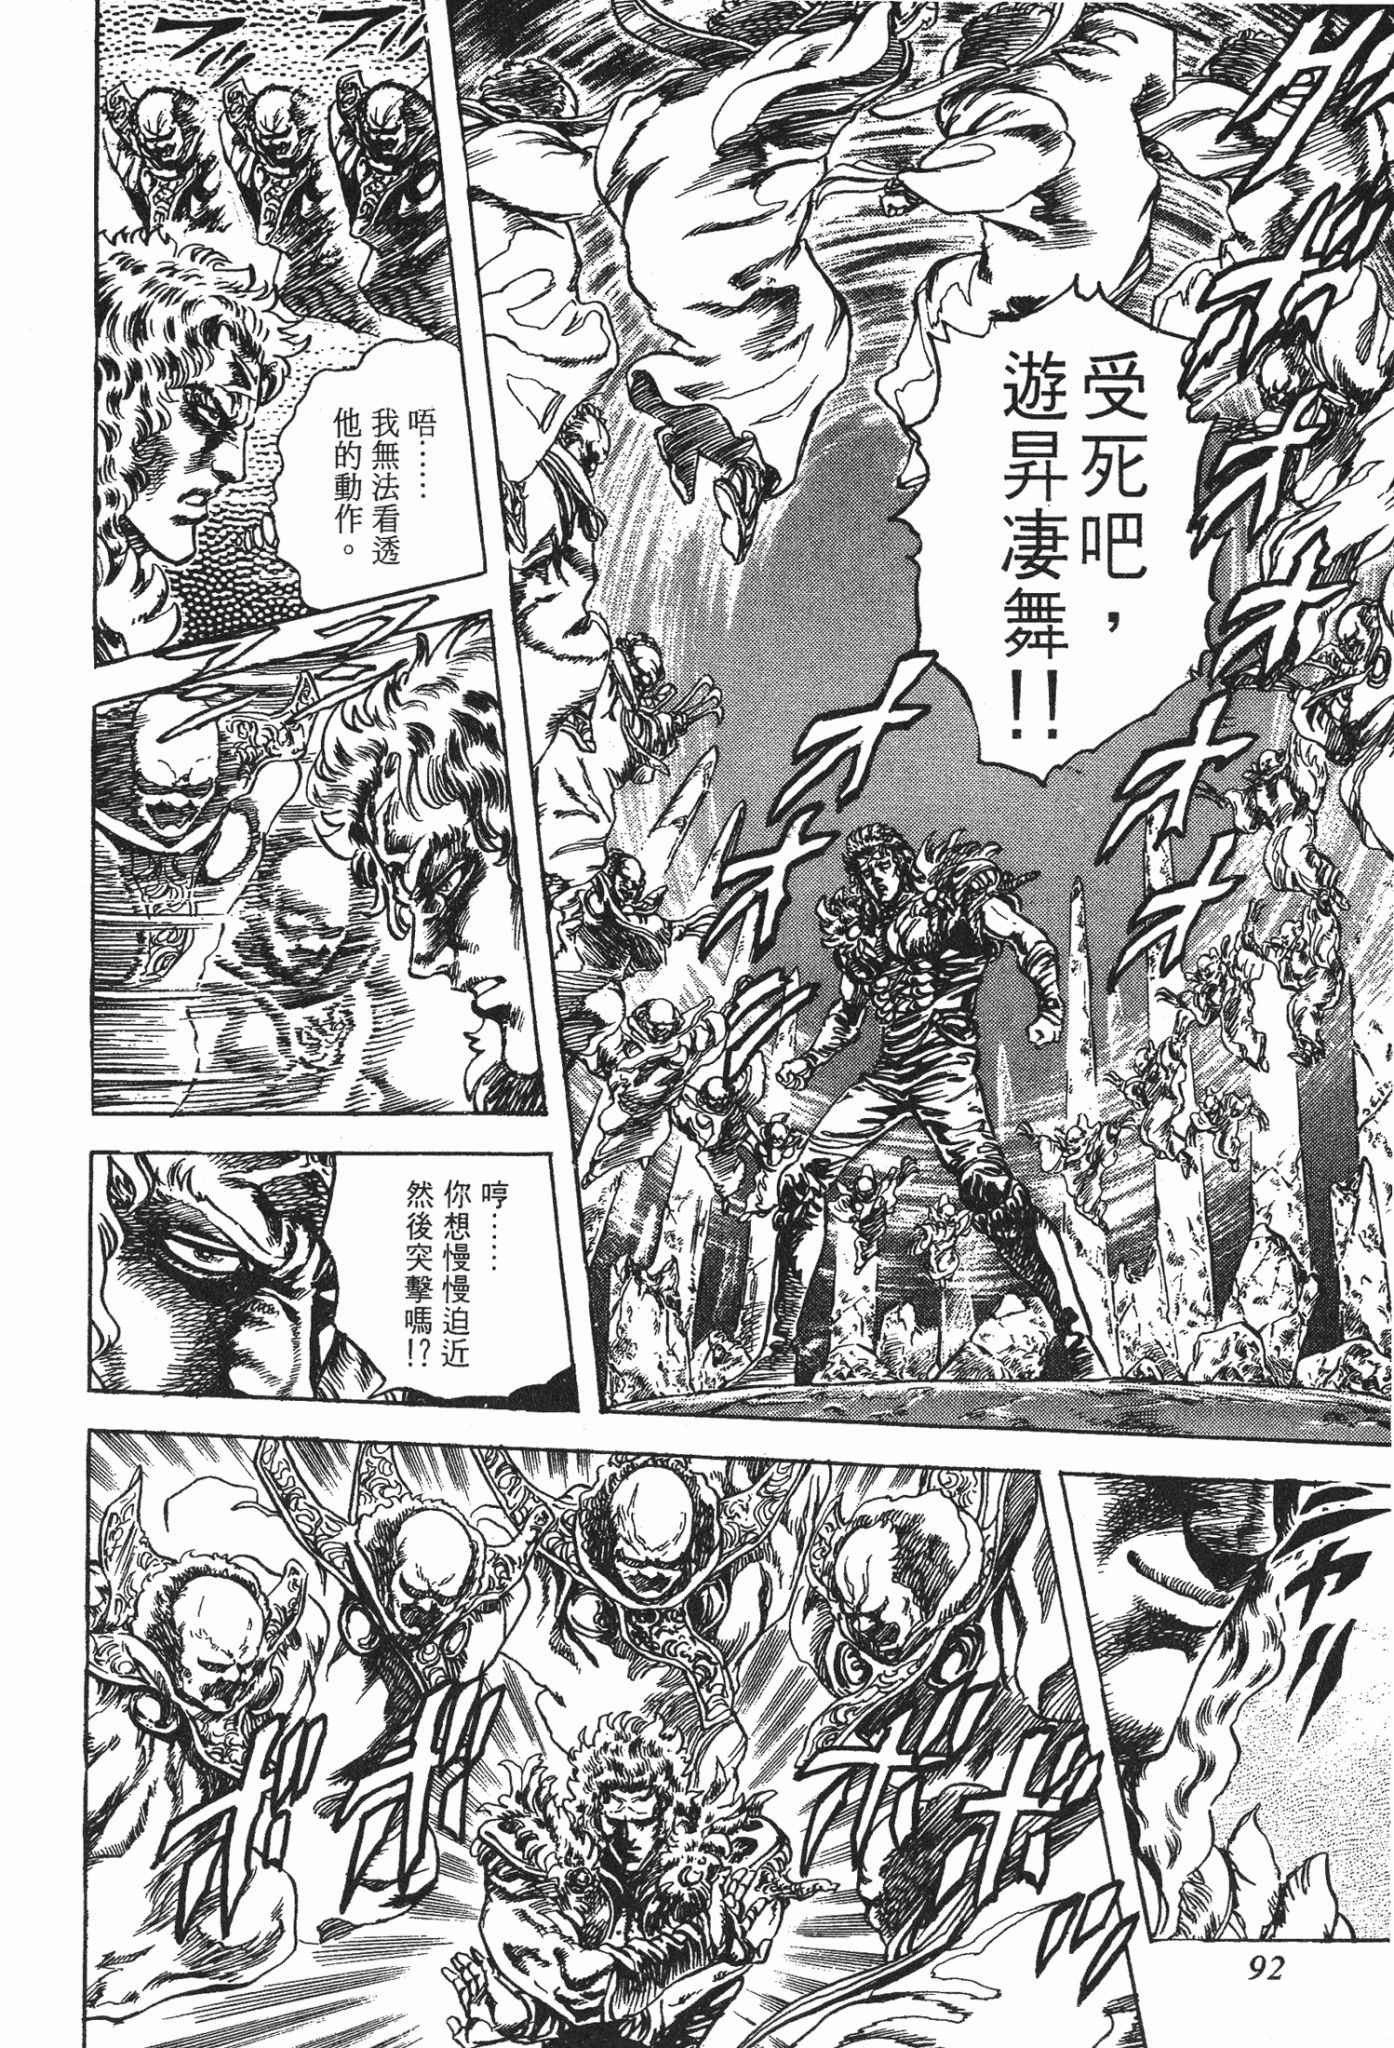 受死吧，
遊昇凄舞!!
唔……
我無法看透
他的動作。
哼……
你想慢慢迫近
然後突擊嗎!?
92